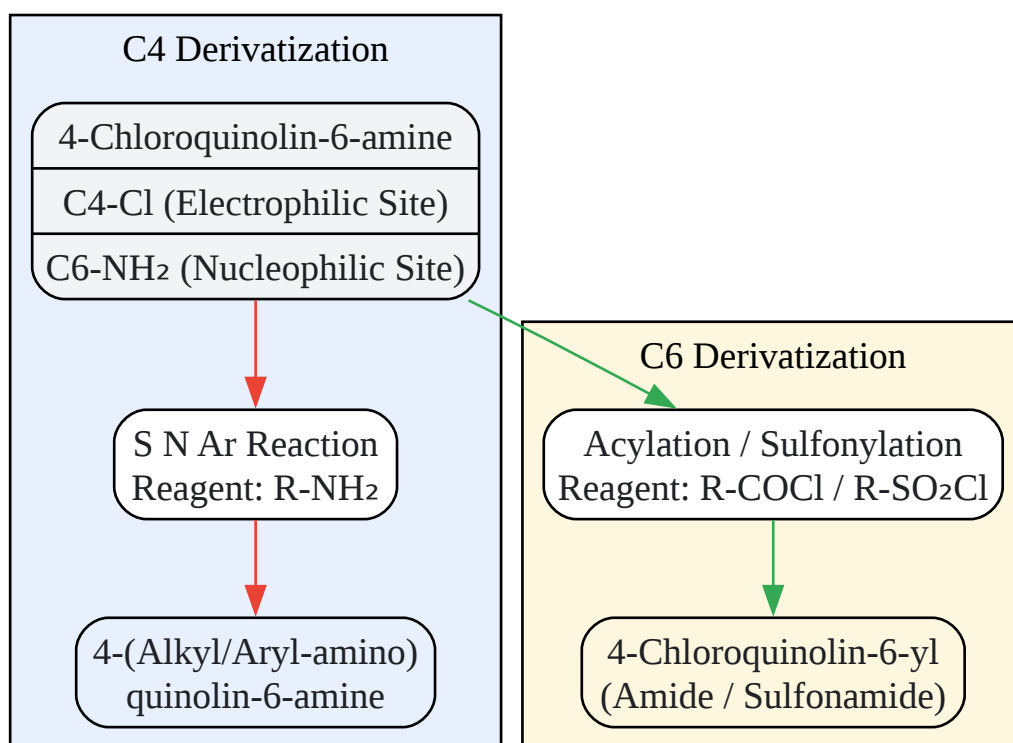 C4 Derivatization
4-Chloroquinolin-6-amine
C4-Cl (Electrophilic Site)
C6-NH₂ (Nucleophilic Site)
C6 Derivatization
S N Ar Reaction
Reagent: R-NH₂
Acylation / Sulfonylation
Reagent: R-COCl / R-SO₂Cl
4-(Alkyl/Aryl-amino)
quinolin-6-amine
4-Chloroquinolin-6-yl
(Amide / Sulfonamide)